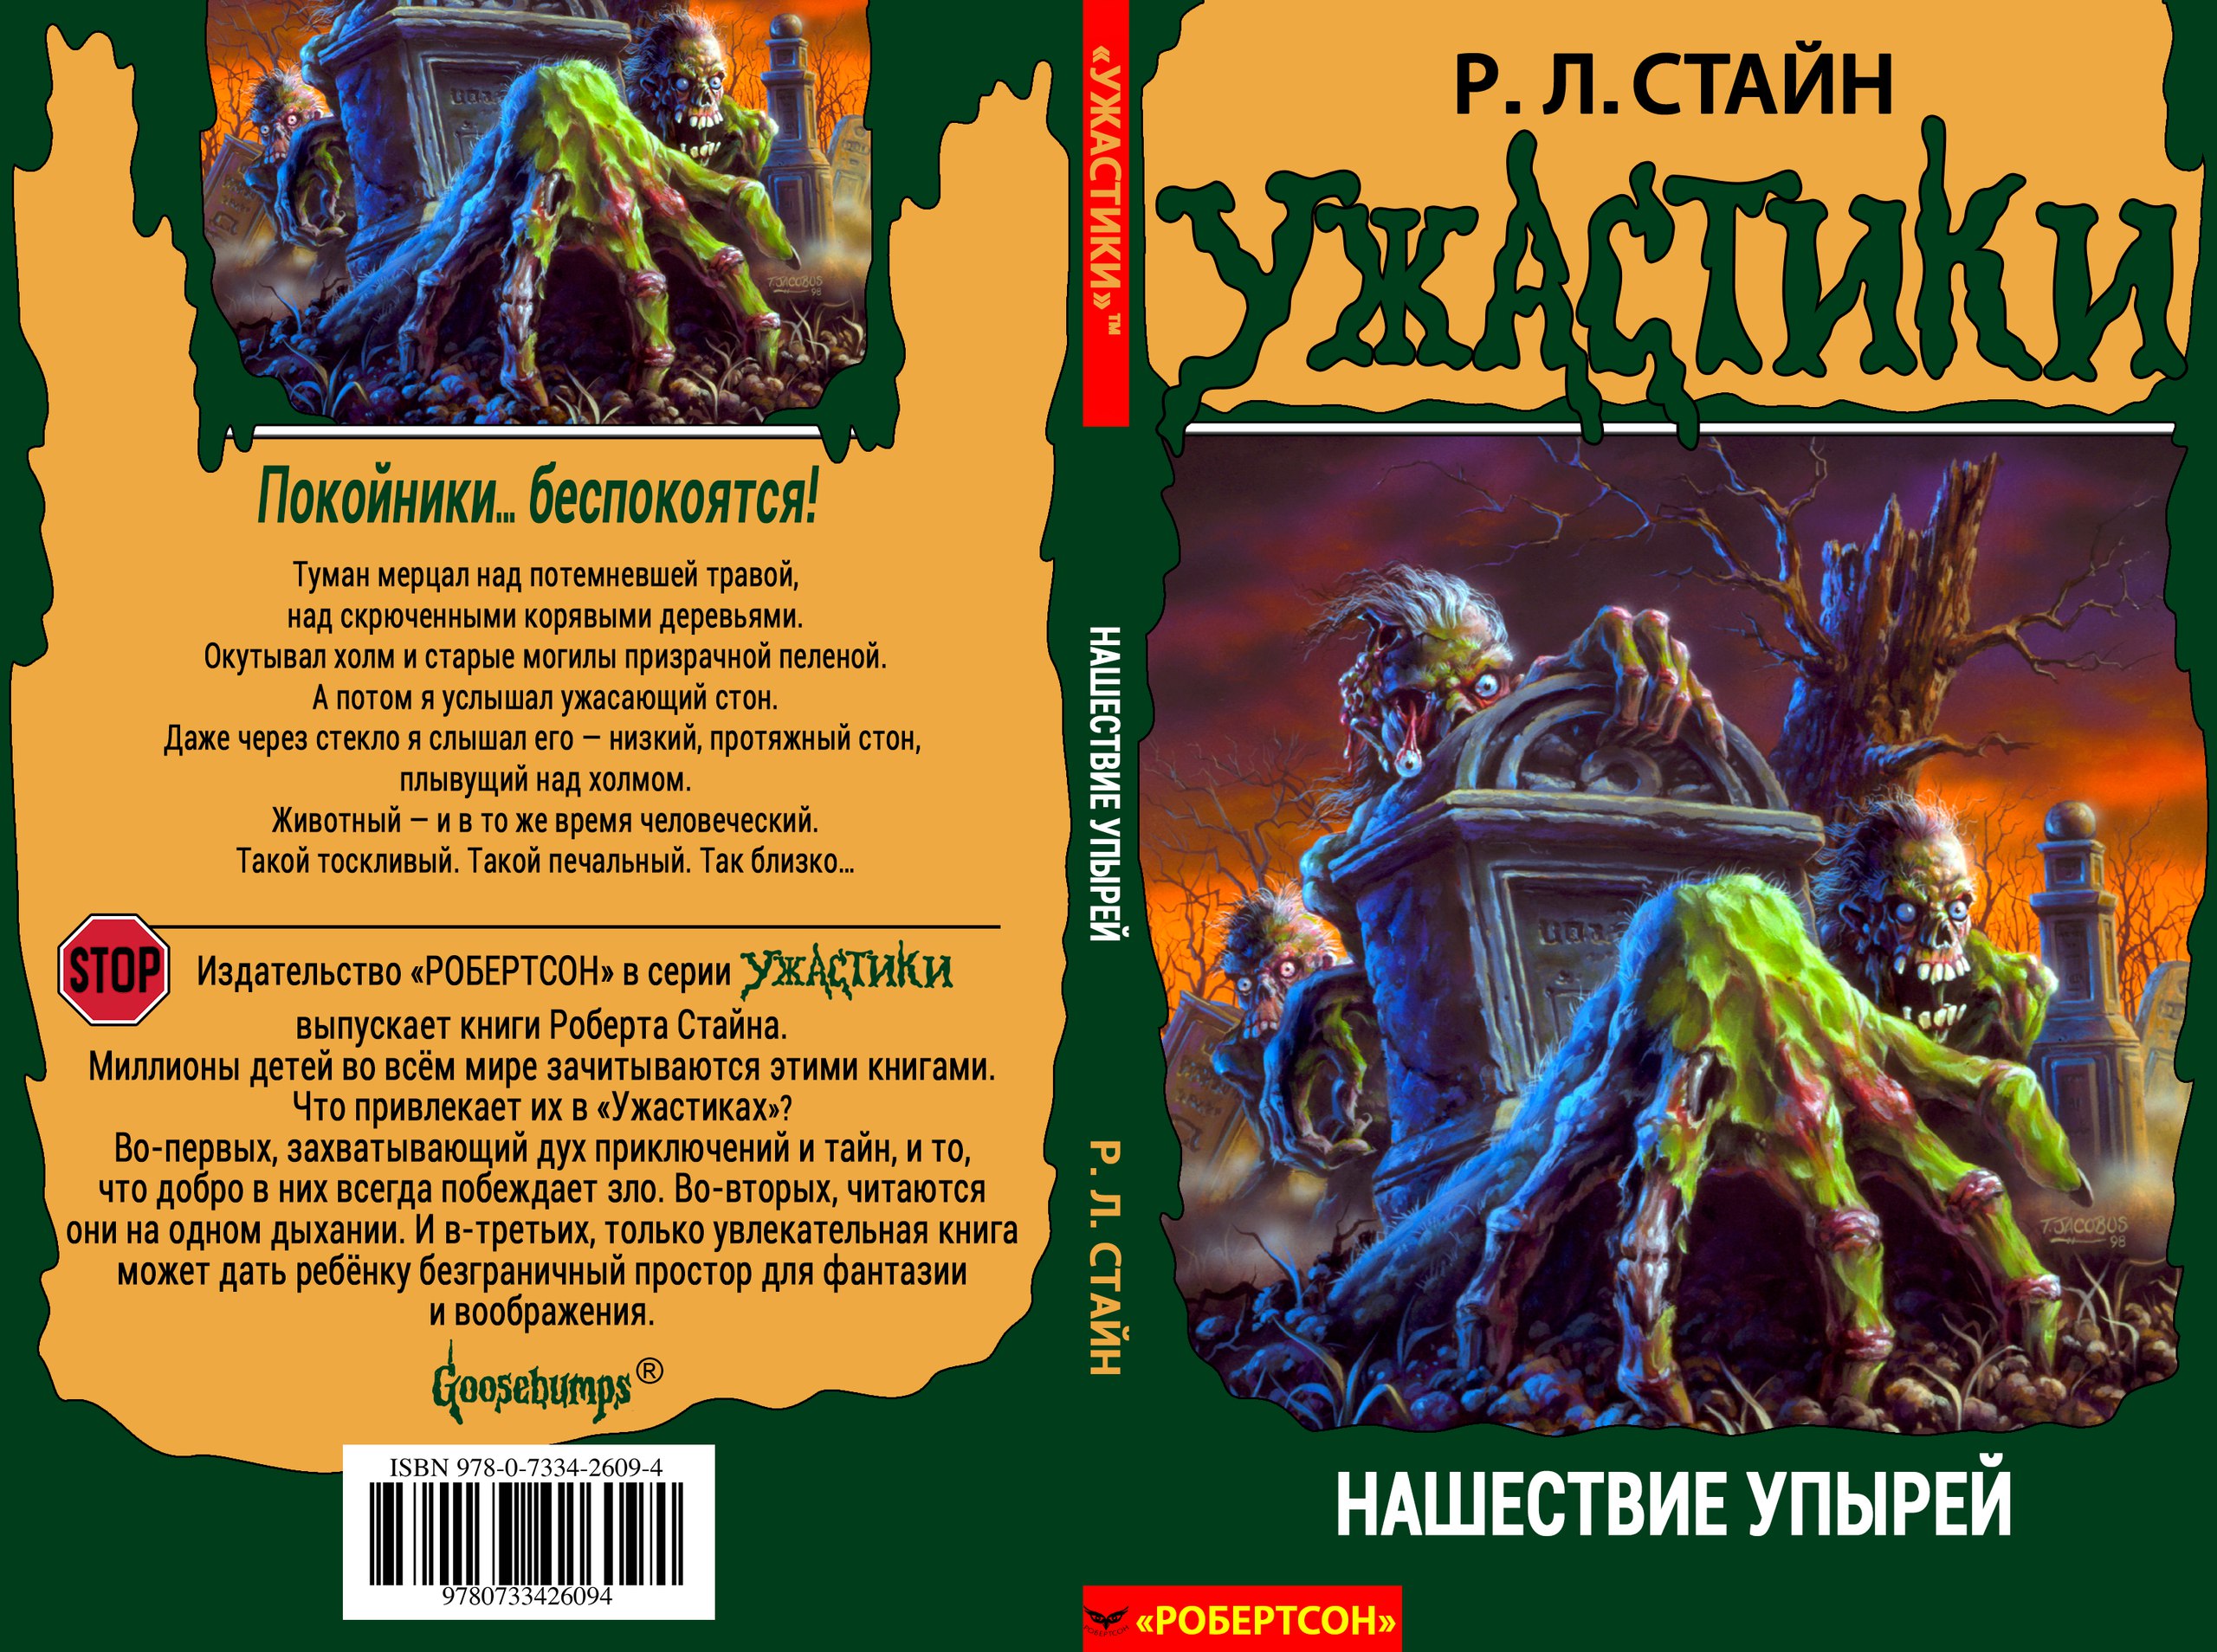 T. JACOBUS
98
Покойники... беспокоятся!
Туман мерцал над потемневшей травой,
над скрюченными корявыми деревьями.
Окутывал холм и старые могилы призрачной пеленой.
А потом я услышал ужасающий стон.
Даже через стекло я слышал его – низкий, протяжный стон,
плывущий над холмом.
Животный – и в то же время человеческий.
Такой тоскливый. Такой печальный. Так близко...
STOP
Издательство «РОБЕРТСОН» в серии УЖАСТИКИ
выпускает книги Роберта Стайна.
Миллионы детей во всём мире зачитываются этими книгами.
Что привлекает их в «Ужастиках»?
Во-первых, захватывающий дух приключений и тайн, и то,
что добро в них всегда побеждает зло. Во-вторых, читаются
они на одном дыхании. И в-третьих, только увлекательная книга
может дать ребёнку безграничный простор для фантазии
и воображения.
Goosebumps®
ISBN 978-0-7334-2609-4
9780733426094
«УЖАСТИКИ»™
НАШЕСТВИЕ УПЫРЕЙ
Р. Л. СТАЙН
Р. Л. СТАЙН
УЖАСТИКИ
T. JACOBUS
98
НАШЕСТВИЕ УПЫРЕЙ
РОБЕРТСОН
«РОБЕРТСОН»